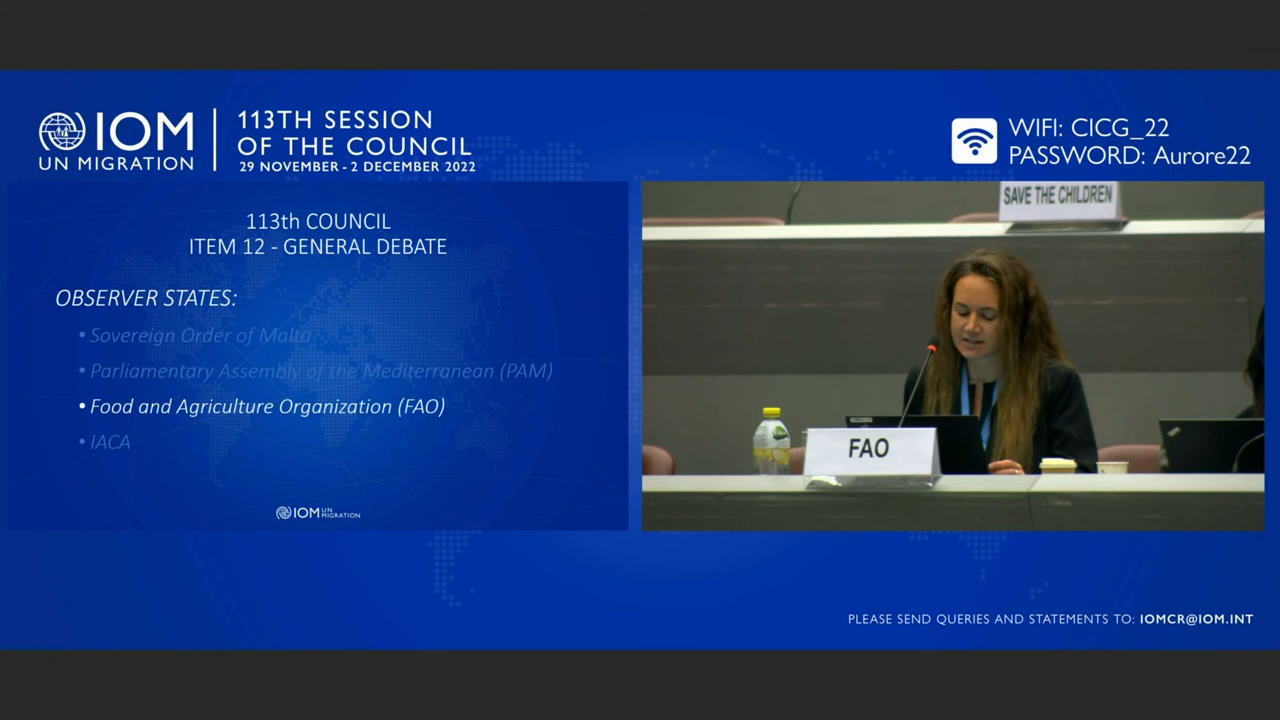 IOM
UN MIGRATION
113TH SESSION
OF THE COUNCIL
29 NOVEMBER - 2 DECEMBER 2022
WIFI: CICG_22
PASSWORD: Aurore22
113th COUNCIL
ITEM 12 - GENERAL DEBATE
OBSERVER STATES:
• Sovereign Order of Malta
• Parliamentary Assembly of the Mediterranean (PAM)
• Food and Agriculture Organization (FAO)
• IACA
IOM UN MIGRATION
SAVE THE CHILDREN
FAO
PLEASE SEND QUERIES AND STATEMENTS TO: IOMCR@IOM.INT